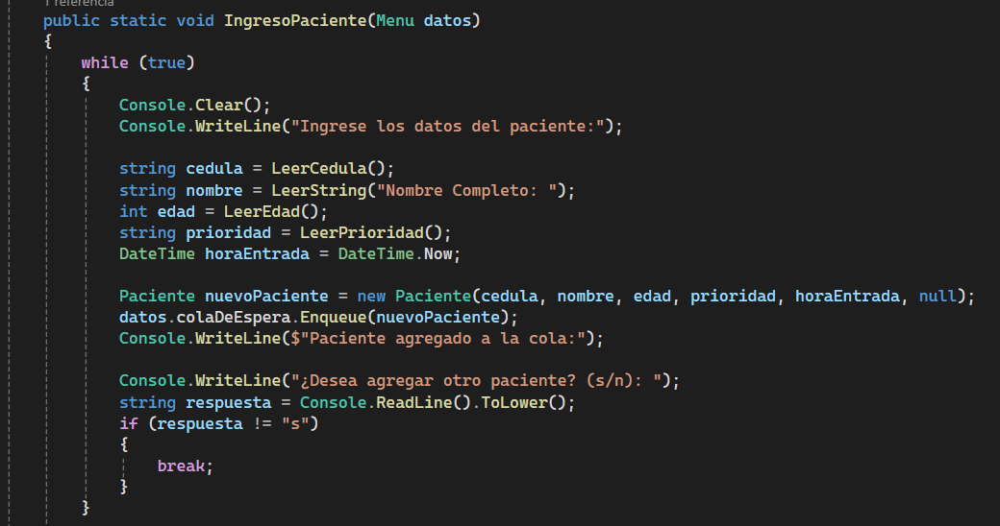 1 referencia
public static void IngresoPaciente(Menu datos)
{
while (true)
{
Console.Clear();
Console.WriteLine("Ingrese los datos del paciente:");
string cedula = LeerCedula();
string nombre = LeerString("Nombre Completo: ");
int edad = LeerEdad();
string prioridad = LeerPrioridad();
DateTime horaEntrada = DateTime.Now;
Paciente nuevoPaciente = new Paciente(cedula, nombre, edad, prioridad, horaEntrada, null);
datos.colaDeEspera.Enqueue(nuevoPaciente);
Console.WriteLine($"Paciente agregado a la cola:");
Console.WriteLine("¿Desea agregar otro paciente? (s/n): ");
string respuesta = Console.ReadLine().ToLower();
if (respuesta != "s")
{
break;
}
}